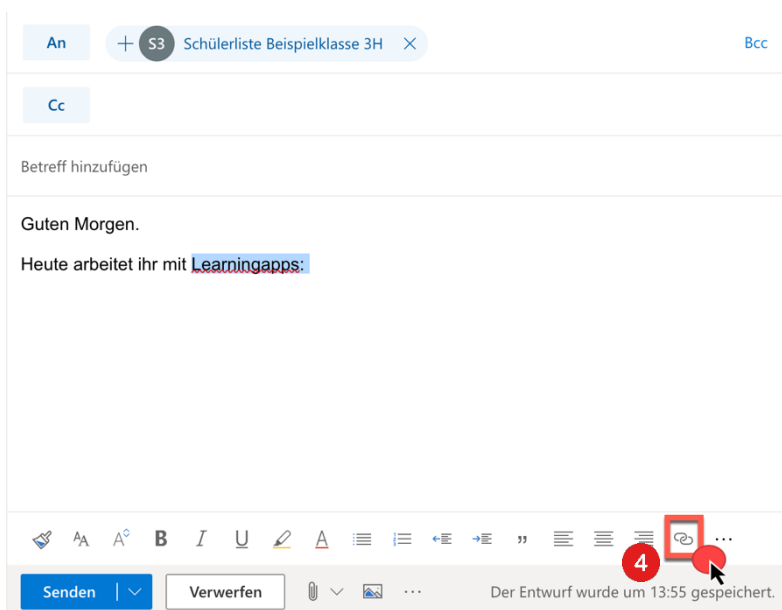 An S3 Schülerliste Beispielklasse 3H Bcc
Cc
Betreff hinzufügen
Guten Morgen.
Heute arbeitet ihr mit Learningapps:
AA A B I U A
4
Senden Verwerfen Der Entwurf wurde um 13:55 gespeichert.